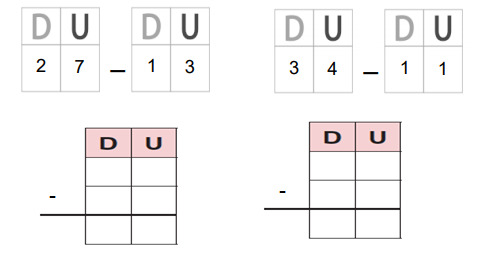 D U D U D U D U
2 7 _ 1 3 3 4 _ 1 1
D U D U
- -